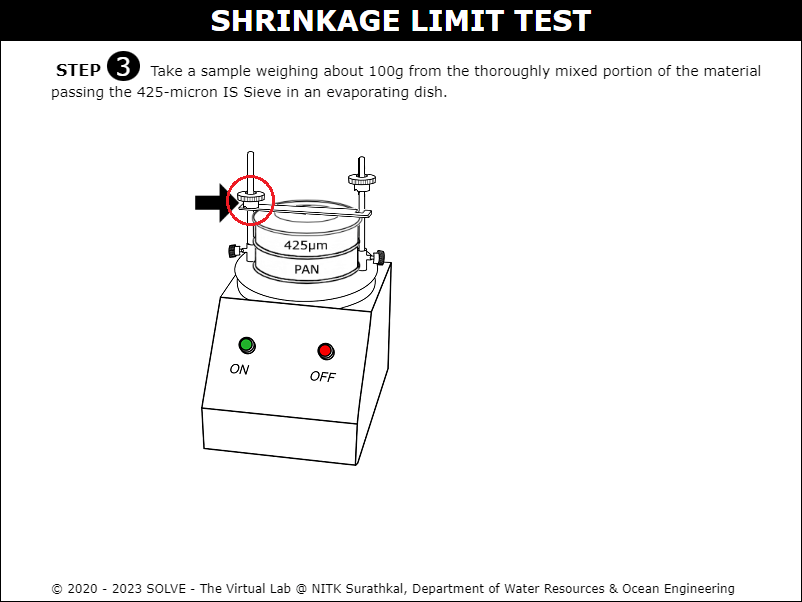 SHRINKAGE LIMIT TEST
STEP 3 Take a sample weighing about 100g from the thoroughly mixed portion of the material
passing the 425-micron IS Sieve in an evaporating dish.
425μm
PAN
ON
OFF
© 2020 - 2023 SOLVE - The Virtual Lab @ NITK Surathkal, Department of Water Resources & Ocean Engineering